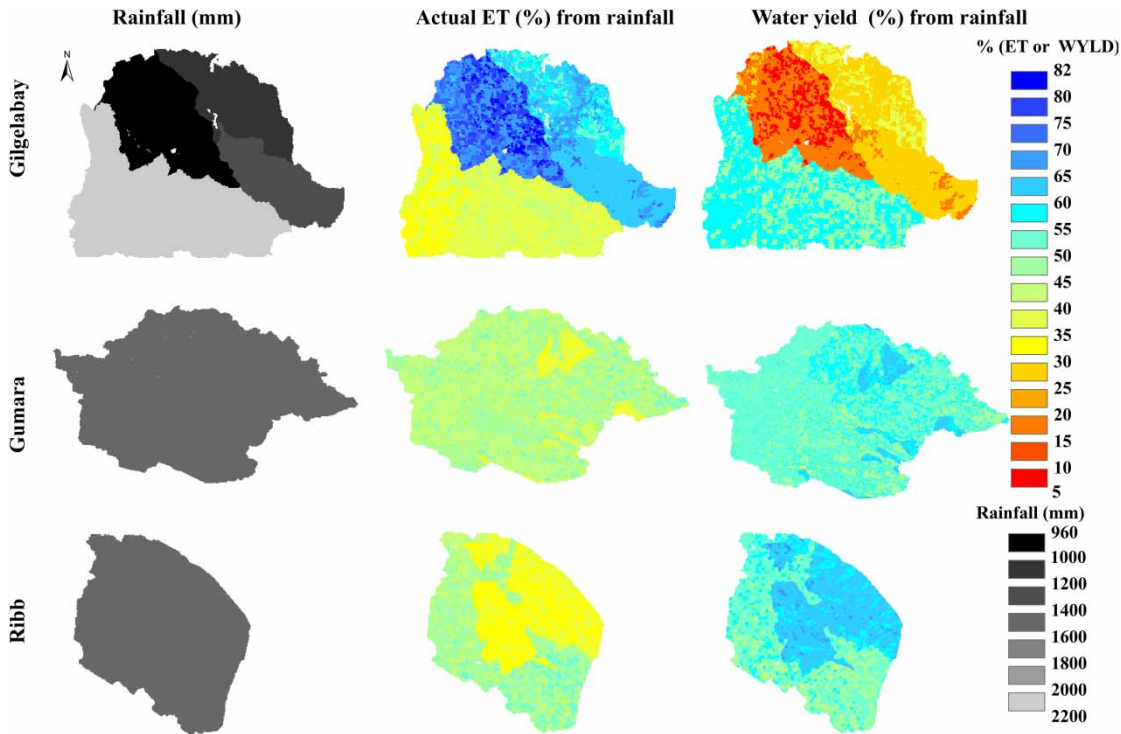 Rainfall (mm)
Actual ET (%) from rainfall
Water yield (%) from rainfall
N
% (ET or WYLD)
82
80
75
70
65
60
55
50
45
40
35
30
25
20
15
10
5
Gilgelabay
Gumara
Ribb
Rainfall (mm)
960
1000
1200
1400
1600
1800
2000
2200